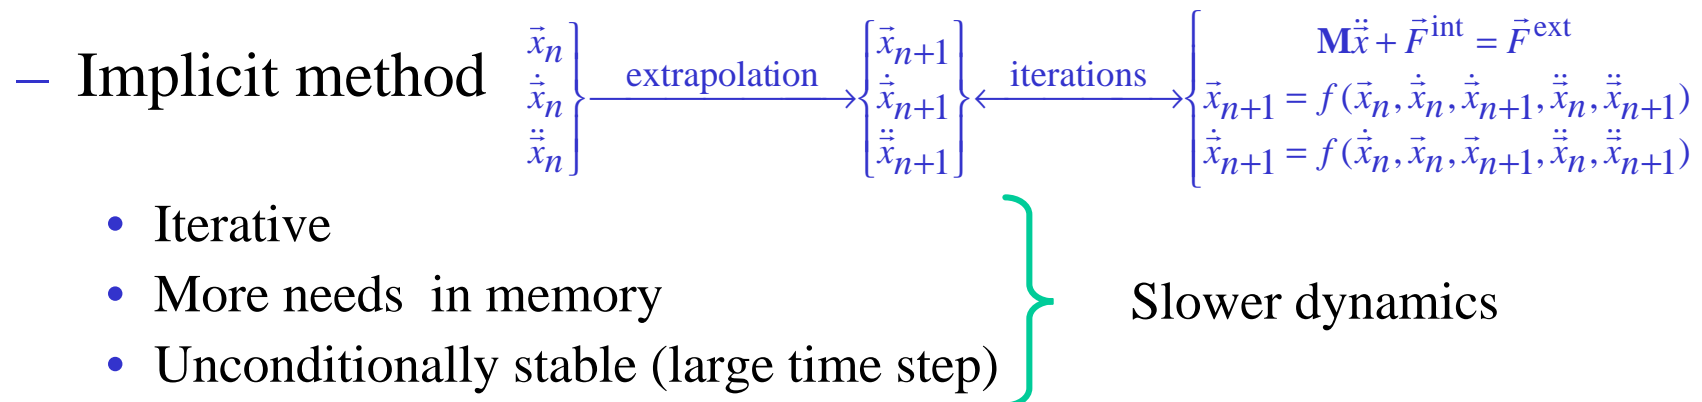 – Implicit method
x⃗ₙ
ẋ⃗ₙ
ẍ⃗ₙ
extrapolation
x⃗ₙ₊₁
ẋ⃗ₙ₊₁
ẍ⃗ₙ₊₁
iterations
Mẍ⃗ + F⃗^int = F⃗^ext
x⃗ₙ₊₁ = f(x⃗ₙ, ẋ⃗ₙ, ẋ⃗ₙ₊₁, ẍ⃗ₙ, ẍ⃗ₙ₊₁)
ẋ⃗ₙ₊₁ = f(ẋ⃗ₙ, x⃗ₙ, x⃗ₙ₊₁, ẍ⃗ₙ, ẍ⃗ₙ₊₁)
• Iterative
• More needs in memory
• Unconditionally stable (large time step)
Slower dynamics